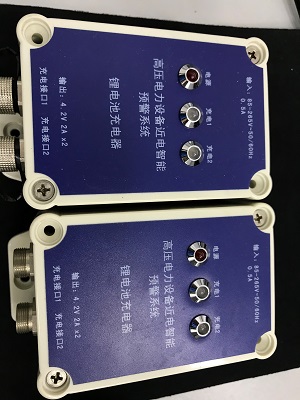 输入：85-265V~50/60Hz
0.5A
电源
充电1
充电2
高压电力设备近电智能
预警系统
锂电池充电器
输出：4.2V 2A x2
充电接口1 充电接口2
输入：85-265V~50/60Hz
0.5A
电源
充电1
充电2
高压电力设备近电智能
预警系统
锂电池充电器
输出：4.2V 2A x2
充电接口1 充电接口2